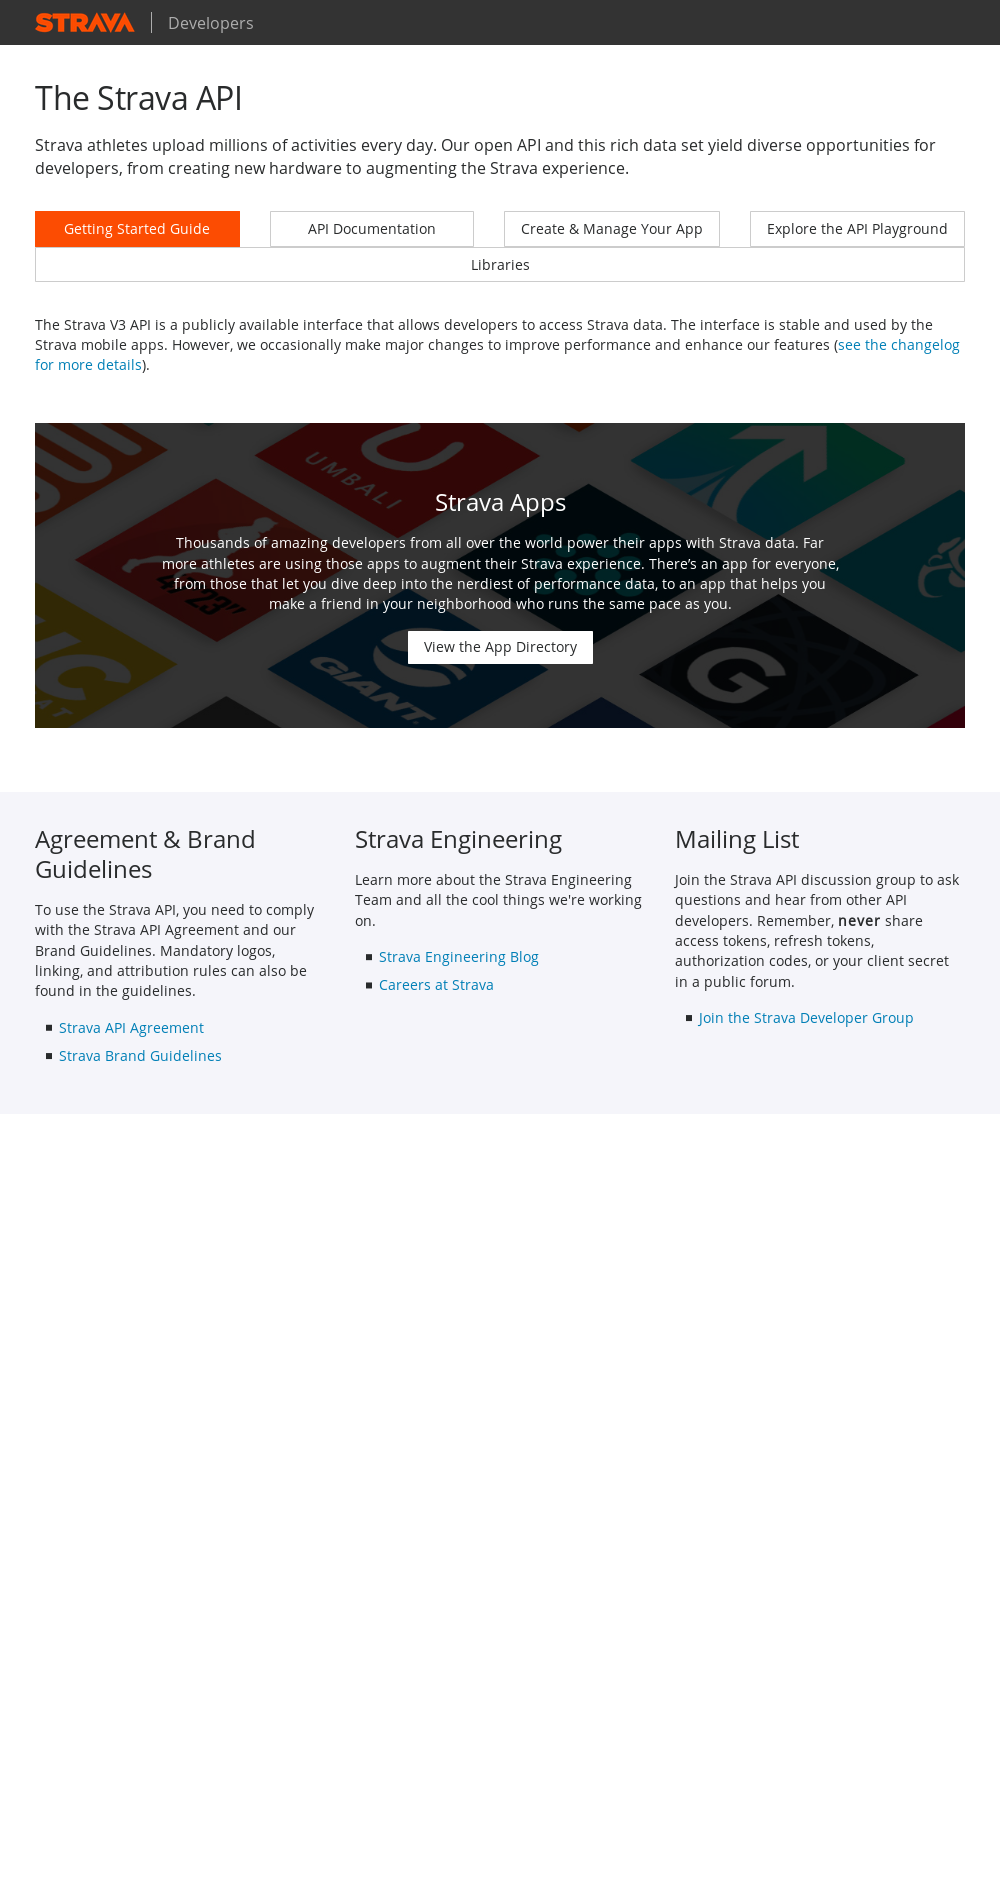 STRAVA Developers
The Strava API
Strava athletes upload millions of activities every day. Our open API and this rich data set yield diverse opportunities for
developers, from creating new hardware to augmenting the Strava experience.
Getting Started Guide API Documentation Create & Manage Your App Explore the API Playground
Libraries
The Strava V3 API is a publicly available interface that allows developers to access Strava data. The interface is stable and used by the
Strava mobile apps. However, we occasionally make major changes to improve performance and enhance our features (see the changelog
for more details).
UMBALI
Strava Apps
Thousands of amazing developers from all over the world power their apps with Strava data. Far
more athletes are using those apps to augment their Strava experience. There’s an app for everyone,
from those that let you dive deep into the nerdiest of performance data, to an app that helps you
make a friend in your neighborhood who runs the same pace as you.
View the App Directory
GIANT
G
Agreement & Brand
Guidelines
To use the Strava API, you need to comply
with the Strava API Agreement and our
Brand Guidelines. Mandatory logos,
linking, and attribution rules can also be
found in the guidelines.
Strava API Agreement
Strava Brand Guidelines
Strava Engineering
Learn more about the Strava Engineering
Team and all the cool things we're working
on.
Strava Engineering Blog
Careers at Strava
Mailing List
Join the Strava API discussion group to ask
questions and hear from other API
developers. Remember, never share
access tokens, refresh tokens,
authorization codes, or your client secret
in a public forum.
Join the Strava Developer Group